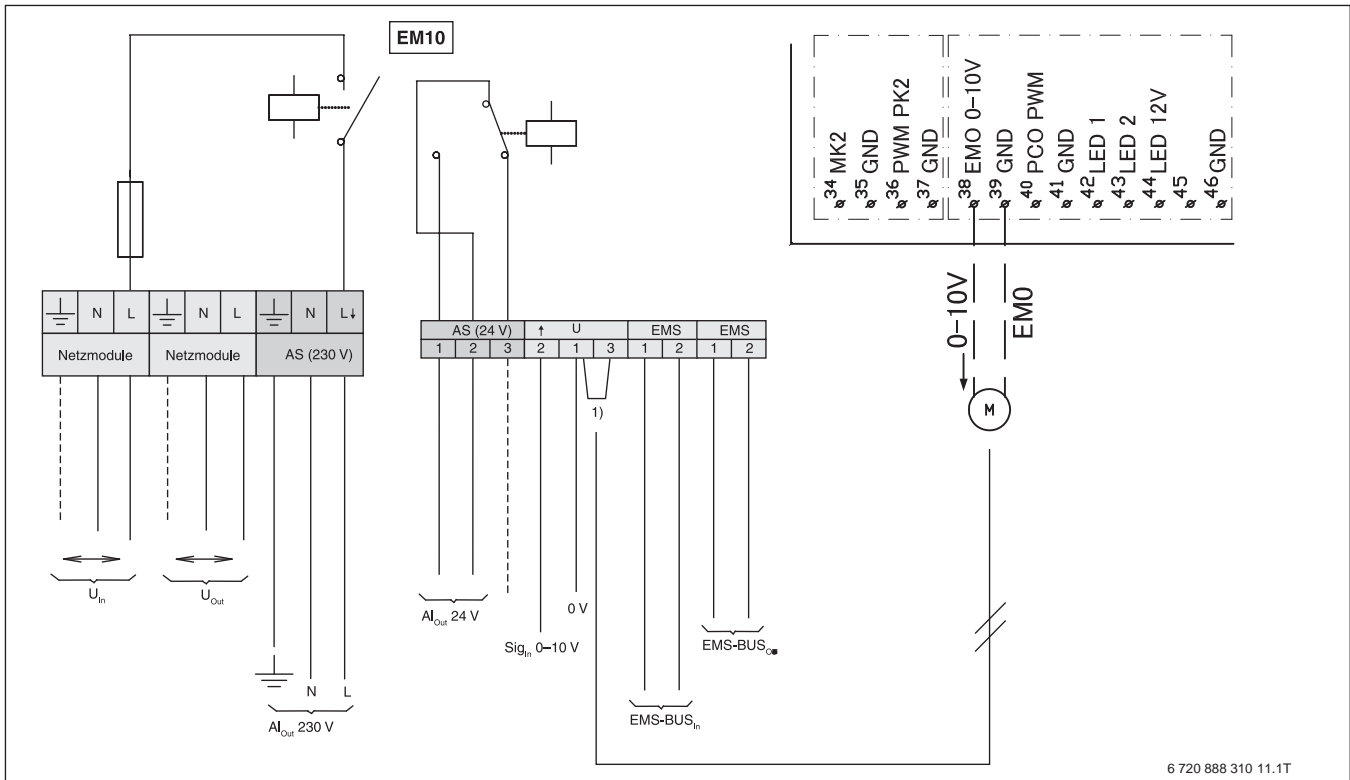 EM10
N L N L N L↓
Netzmodule Netzmodule AS (230 V)
U_In
U_Out
N L
AI_Out 230 V
AS (24 V) ↑ U EMS EMS
1 2 3 2 1 3 1 2 1 2
1)
AI_Out 24 V
0 V
Sig_In 0–10 V
EMS-BUS_In
EMS-BUS
34 MK2
35 GND
36 PWM PK2
37 GND
38 EMO 0–10V
39 GND
40 PCO PWM
41 GND
42 LED 1
43 LED 2
44 LED 12V
45
46 GND
0–10V
EM0
M
6 720 888 310 11.1T